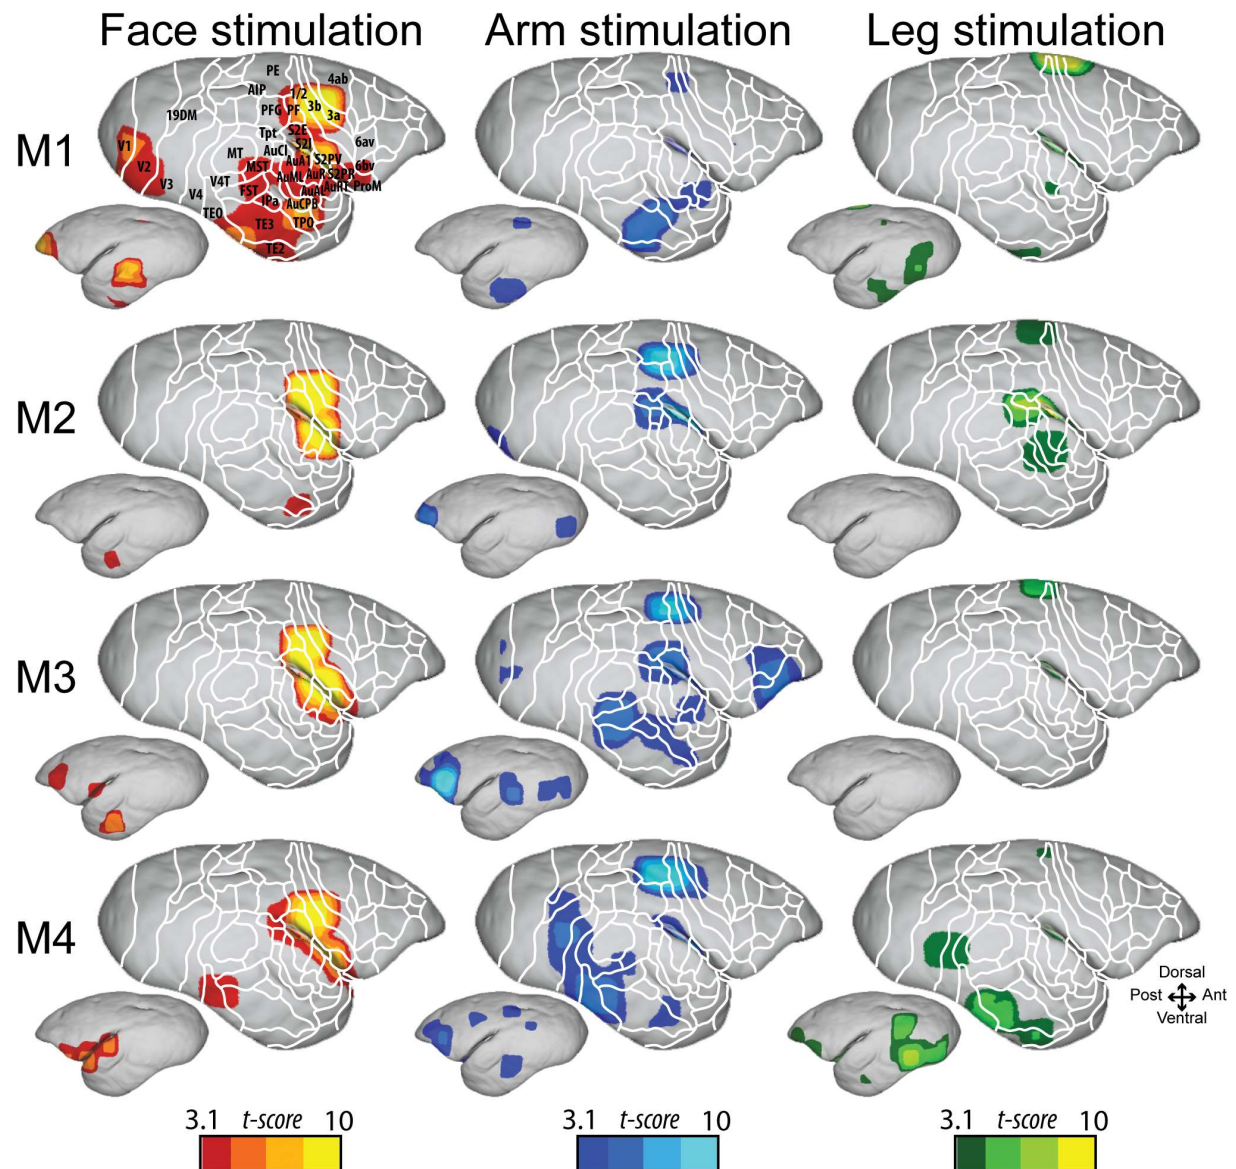 Face stimulation Arm stimulation Leg stimulation
M1
PE 4ab
AIP 1/2
19DM PFG PF 3b 3a
Tpt S2E
V1 MT AuCl S2I 6av
V2 MST AuA1 S2PV 6bv
V3 V4T AuML AuR S2PR
V4 FST AuAL AuRT ProM
IPa AuCPB
TEO TE3 TPO
TE2
M2
M3
M4
Dorsal
Post Ant
Ventral
3.1 t-score 10 3.1 t-score 10 3.1 t-score 10